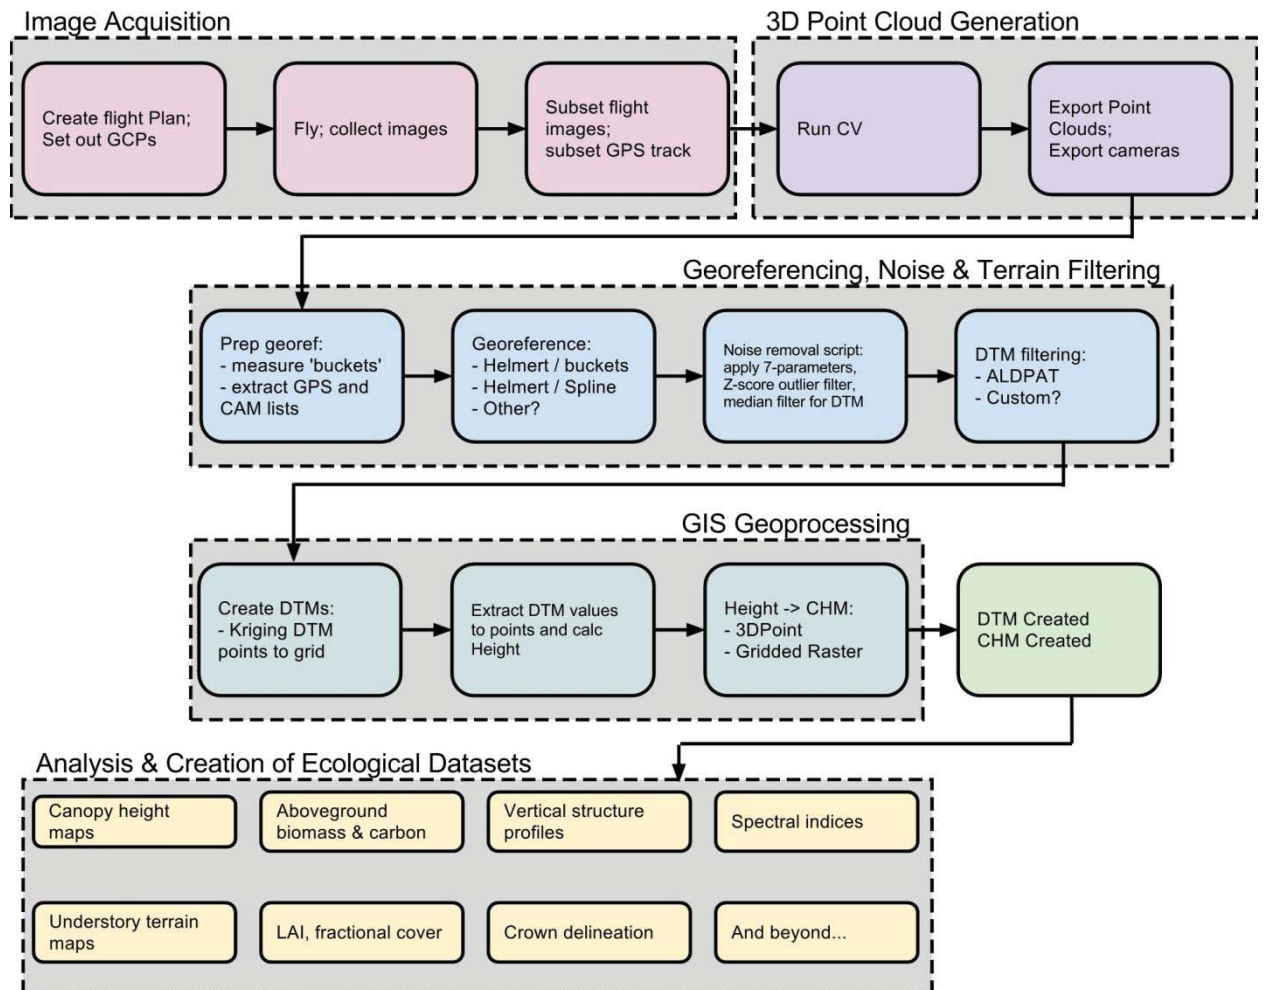 Image Acquisition
3D Point Cloud Generation
Create flight Plan;
Set out GCPs
Fly; collect images
Subset flight
images;
subset GPS track
Run CV
Export Point
Clouds;
Export cameras
Georeferencing, Noise & Terrain Filtering
Prep georef:
- measure 'buckets'
- extract GPS and
CAM lists
Georeference:
- Helmert / buckets
- Helmert / Spline
- Other?
Noise removal script:
apply 7-parameters,
Z-score outlier filter,
median filter for DTM
DTM filtering:
- ALDPAT
- Custom?
GIS Geoprocessing
Create DTMs:
- Kriging DTM
points to grid
Extract DTM values
to points and calc
Height
Height -> CHM:
- 3DPoint
- Gridded Raster
DTM Created
CHM Created
Analysis & Creation of Ecological Datasets
Canopy height
maps
Aboveground
biomass & carbon
Vertical structure
profiles
Spectral indices
Understory terrain
maps
LAI, fractional cover
Crown delineation
And beyond...